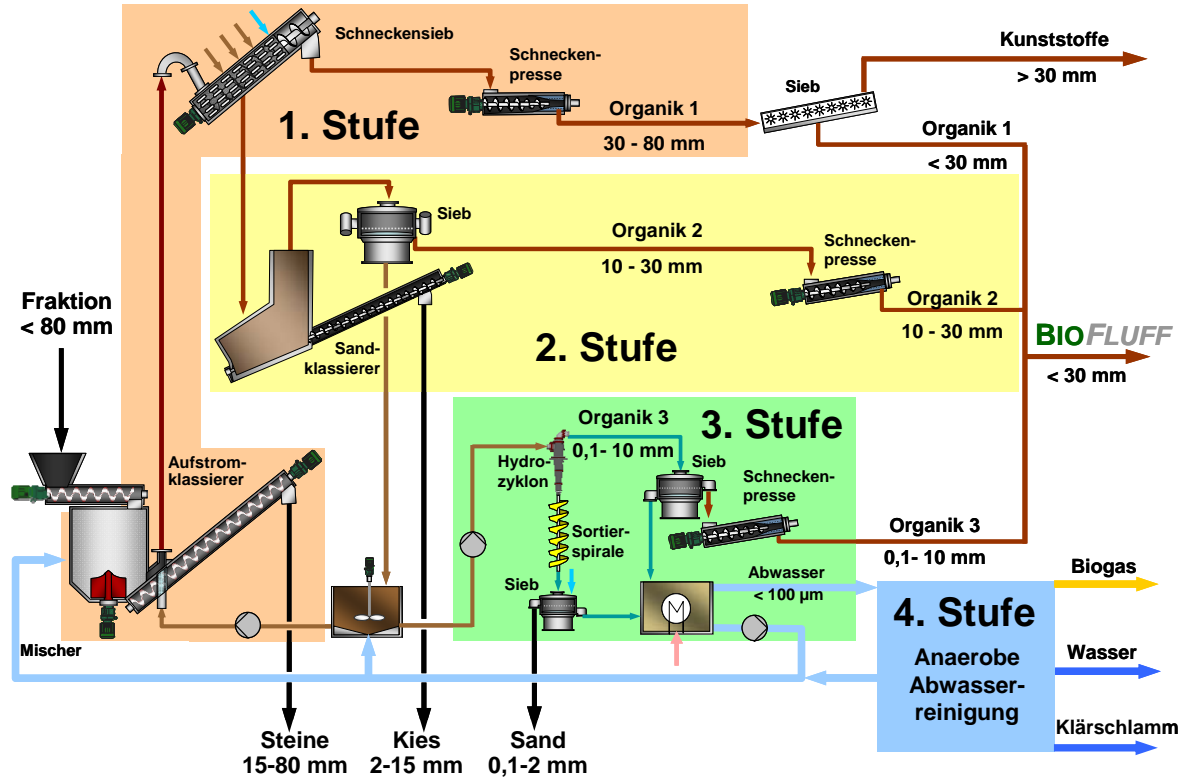 Schneckensieb
Schnecken-
presse
1. Stufe
Organik 1
30 - 80 mm
Sieb
Kunststoffe
> 30 mm
Organik 1
< 30 mm
Sieb
Organik 2
10 - 30 mm
Schnecken-
presse
Organik 2
10 - 30 mm
Sand-
klassierer
2. Stufe
BIOFLUFF
< 30 mm
Fraktion
< 80 mm
Aufstrom-
klassierer
Mischer
Organik 3
0,1- 10 mm
3. Stufe
Hydro-
zyklon
Sieb
Schnecken-
presse
Sortier-
spirale
Organik 3
0,1- 10 mm
Sieb
M
Abwasser
< 100 µm
4. Stufe
Anaerobe
Abwasser-
reinigung
Biogas
Wasser
Klärschlamm
Steine
15-80 mm
Kies
2-15 mm
Sand
0,1-2 mm